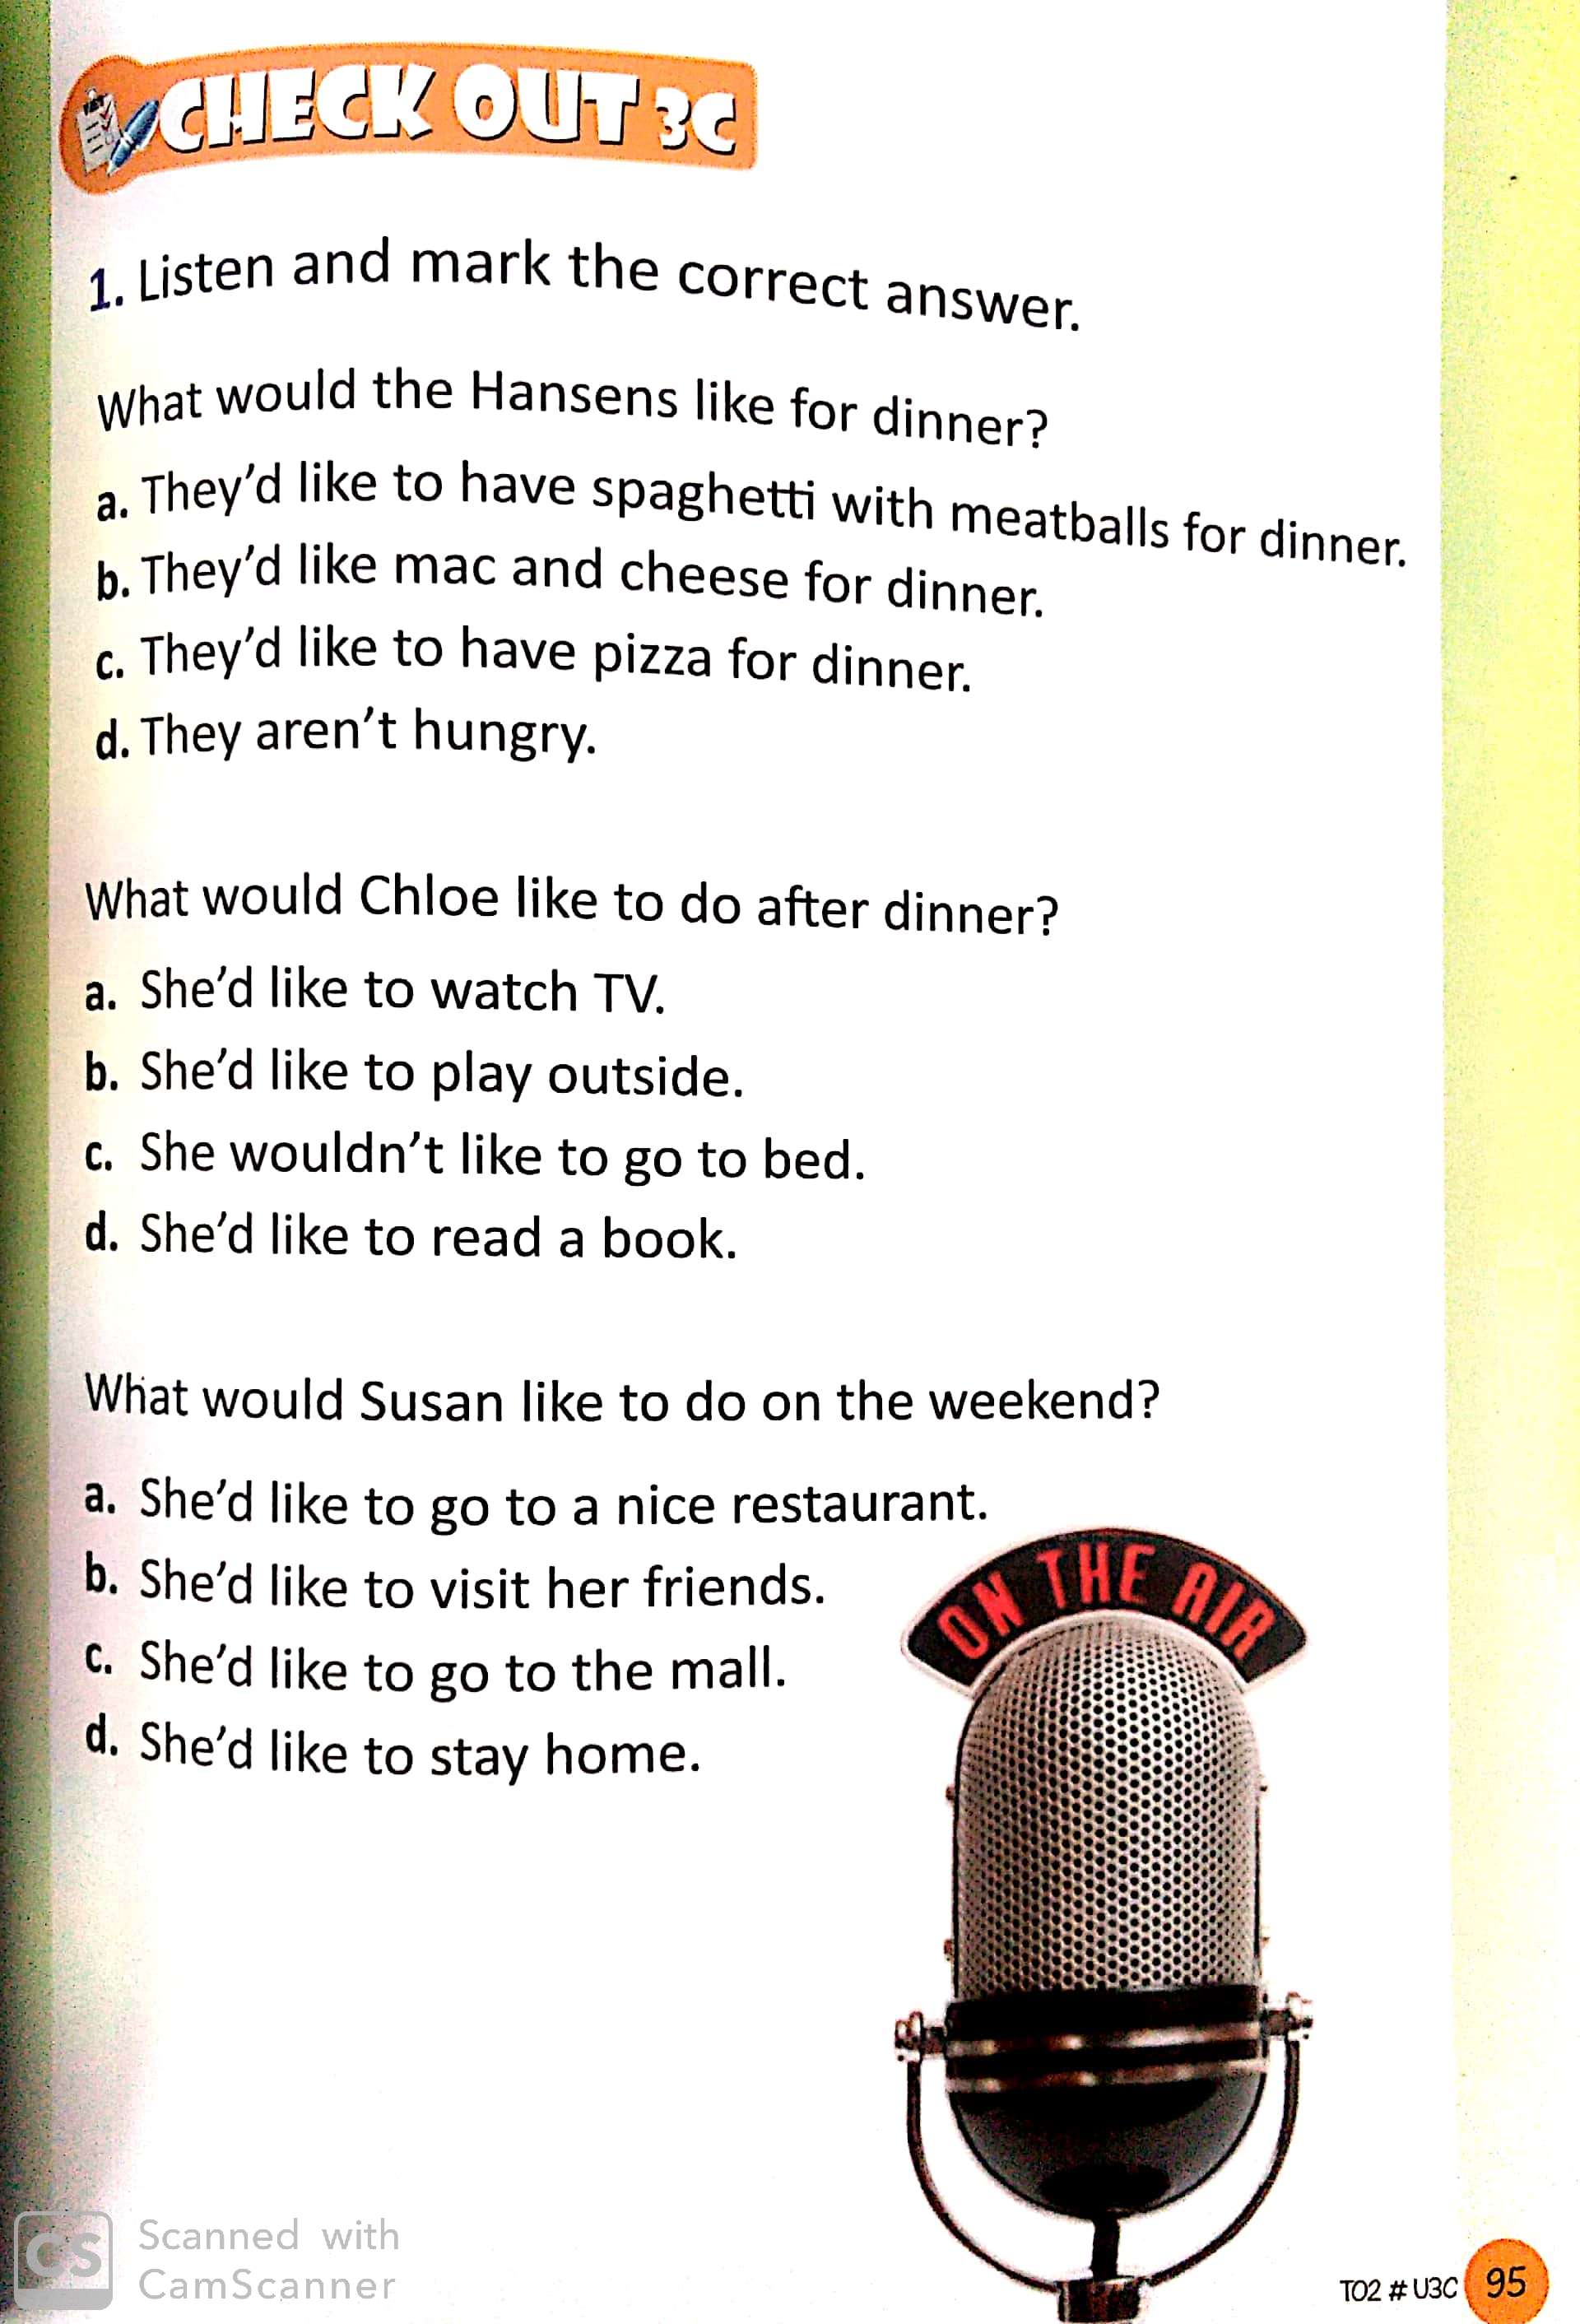 CHECK OUT 3C
1. Listen and mark the correct answer.
What would the Hansens like for dinner?
a. They'd like to have spaghetti with meatballs for dinner.
b. They'd like mac and cheese for dinner.
c. They'd like to have pizza for dinner.
d. They aren't hungry.
What would Chloe like to do after dinner?
a. She'd like to watch TV.
b. She'd like to play outside.
c. She wouldn't like to go to bed.
d. She'd like to read a book.
What would Susan like to do on the weekend?
a. She'd like to go to a nice restaurant.
b. She'd like to visit her friends.
c. She'd like to go to the mall.
d. She'd like to stay home.
ON THE AIR
CS Scanned with
CamScanner
TO2 # U3C 95